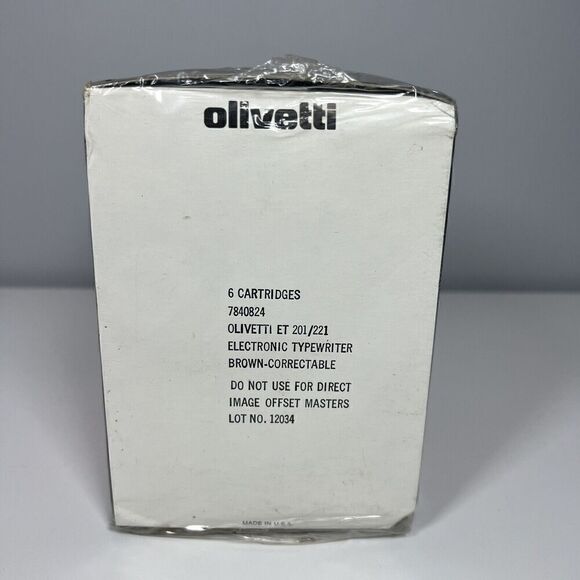 olivetti
6 CARTRIDGES
7840824
OLIVETTI ET 201/221
ELECTRONIC TYPEWRITER
BROWN-CORRECTABLE
DO NOT USE FOR DIRECT
IMAGE OFFSET MASTERS
LOT NO. 12034
MADE IN U.S.A.